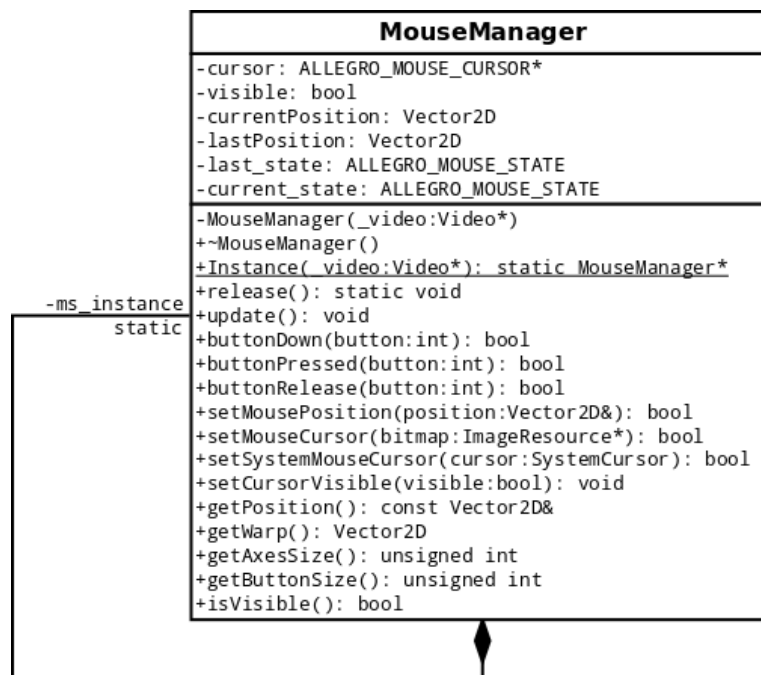 MouseManager
-cursor: ALLEGRO_MOUSE_CURSOR*
-visible: bool
-currentPosition: Vector2D
-lastPosition: Vector2D
-last_state: ALLEGRO_MOUSE_STATE
-current_state: ALLEGRO_MOUSE_STATE
-MouseManager(_video:Video*)
+~MouseManager()
+Instance(_video:Video*): static MouseManager*
+release(): static void
+update(): void
+buttonDown(button:int): bool
+buttonPressed(button:int): bool
+buttonRelease(button:int): bool
+setMousePosition(position:Vector2D&): bool
+setMouseCursor(bitmap:ImageResource*): bool
+setSystemMouseCursor(cursor:SystemCursor): bool
+setCursorVisible(visible:bool): void
+getPosition(): const Vector2D&
+getWarp(): Vector2D
+getAxesSize(): unsigned int
+getButtonSize(): unsigned int
+isVisible(): bool
-ms_instance
static